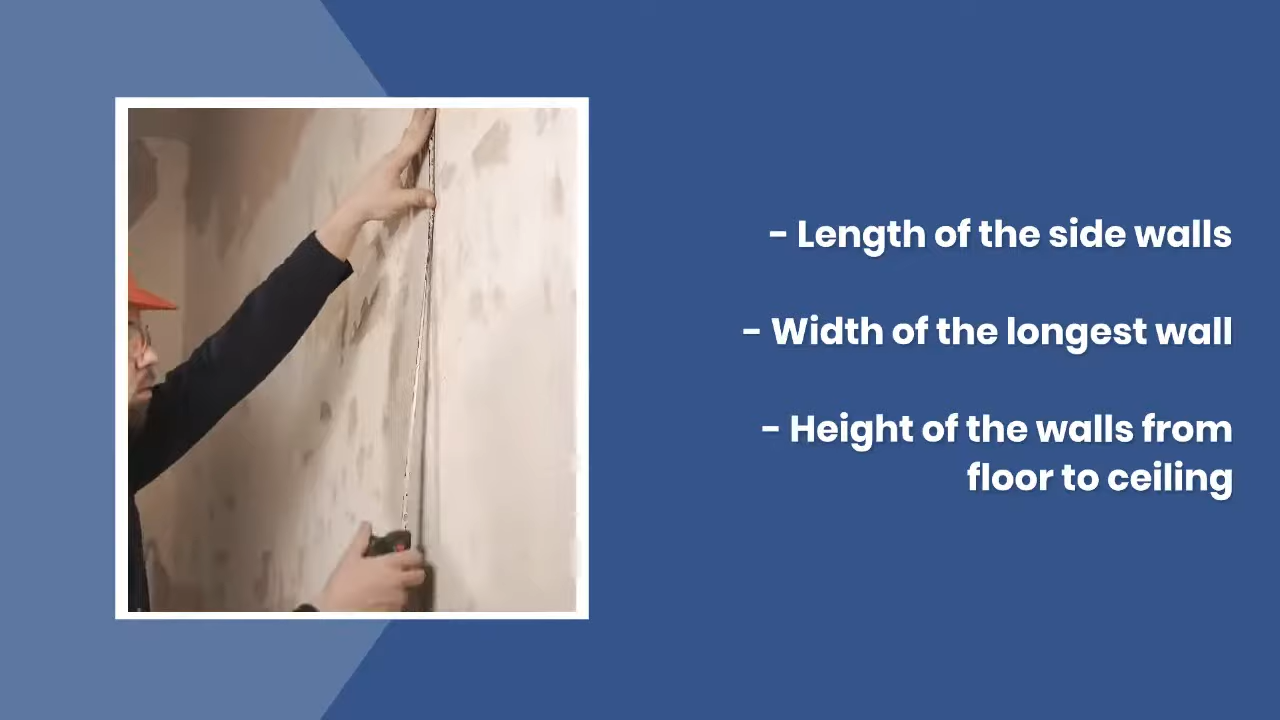 - Length of the side walls
- Width of the longest wall
- Height of the walls from
floor to ceiling